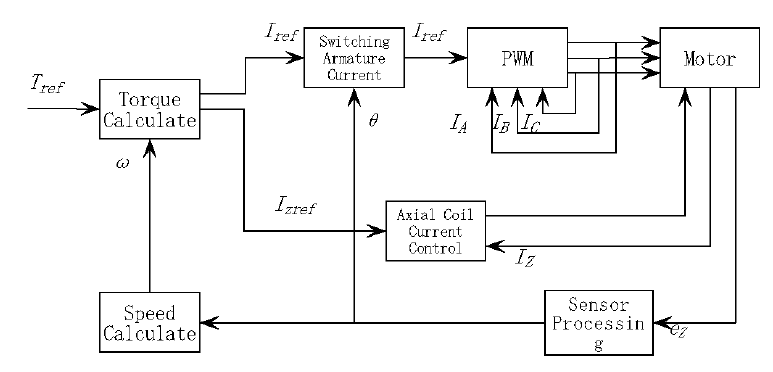 I_ref
Switching
Armature
Current
I_ref
PWM
Motor
T_ref
Torque
Calculate
I_A
I_B
I_C
θ
ω
I_zref
Axial Coil
Current
Control
I_Z
Speed
Calculate
Sensor
Processin
g
e_Z